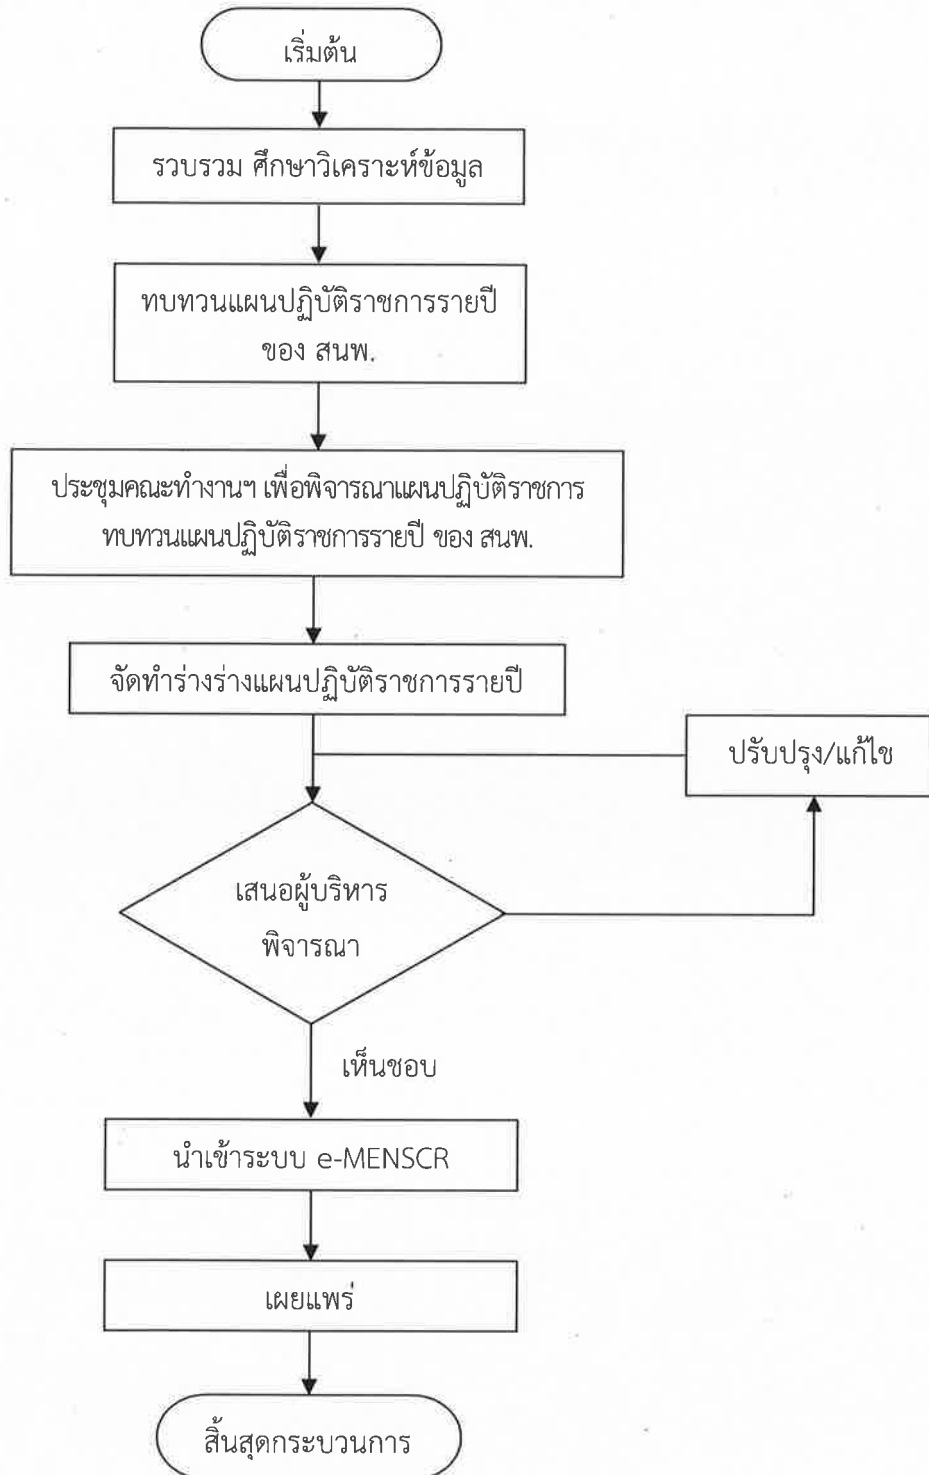 เริ่มต้น
รวบรวม ศึกษาวิเคราะห์ข้อมูล
ทบทวนแผนปฏิบัติราชการรายปี
ของ สนพ.
ประชุมคณะทำงานฯ เพื่อพิจารณาแผนปฏิบัติราชการ
ทบทวนแผนปฏิบัติราชการรายปี ของ สนพ.
จัดทำร่างร่างแผนปฏิบัติราชการรายปี
ปรับปรุง/แก้ไข
เสนอผู้บริหาร
พิจารณา
เห็นชอบ
นำเข้าระบบ e-MENSCR
เผยแพร่
สิ้นสุดกระบวนการ